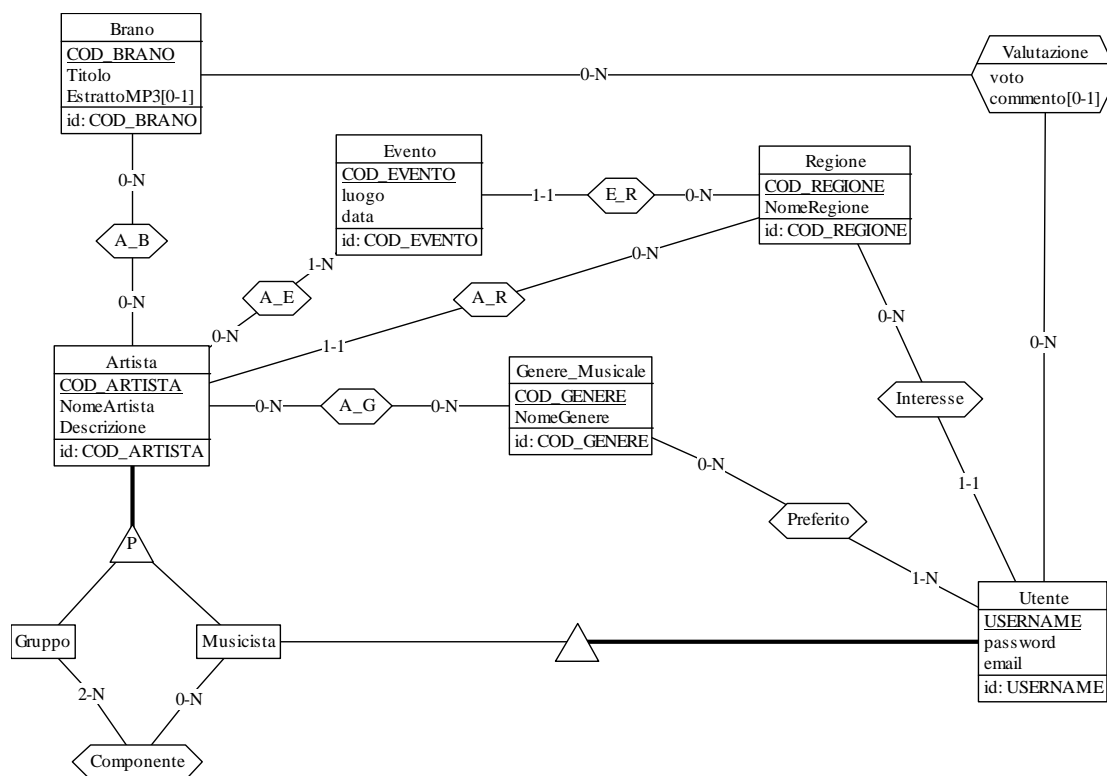 Brano
COD_BRANO
Titolo
EstrattoMP3[0-1]
id: COD_BRANO
0-N
Valutazione
voto
commento[0-1]
Evento
COD_EVENTO
luogo
data
id: COD_EVENTO
1-1
E_R
0-N
Regione
COD_REGIONE
NomeRegione
id: COD_REGIONE
0-N
A_B
0-N
1-N
A_E
0-N
0-N
A_R
1-1
0-N
Interesse
1-1
0-N
Artista
COD_ARTISTA
NomeArtista
Descrizione
id: COD_ARTISTA
0-N
A_G
0-N
Genere_Musicale
COD_GENERE
NomeGenere
id: COD_GENERE
0-N
Preferito
1-N
P
Gruppo
Musicista
Utente
USERNAME
password
email
id: USERNAME
2-N
0-N
Componente